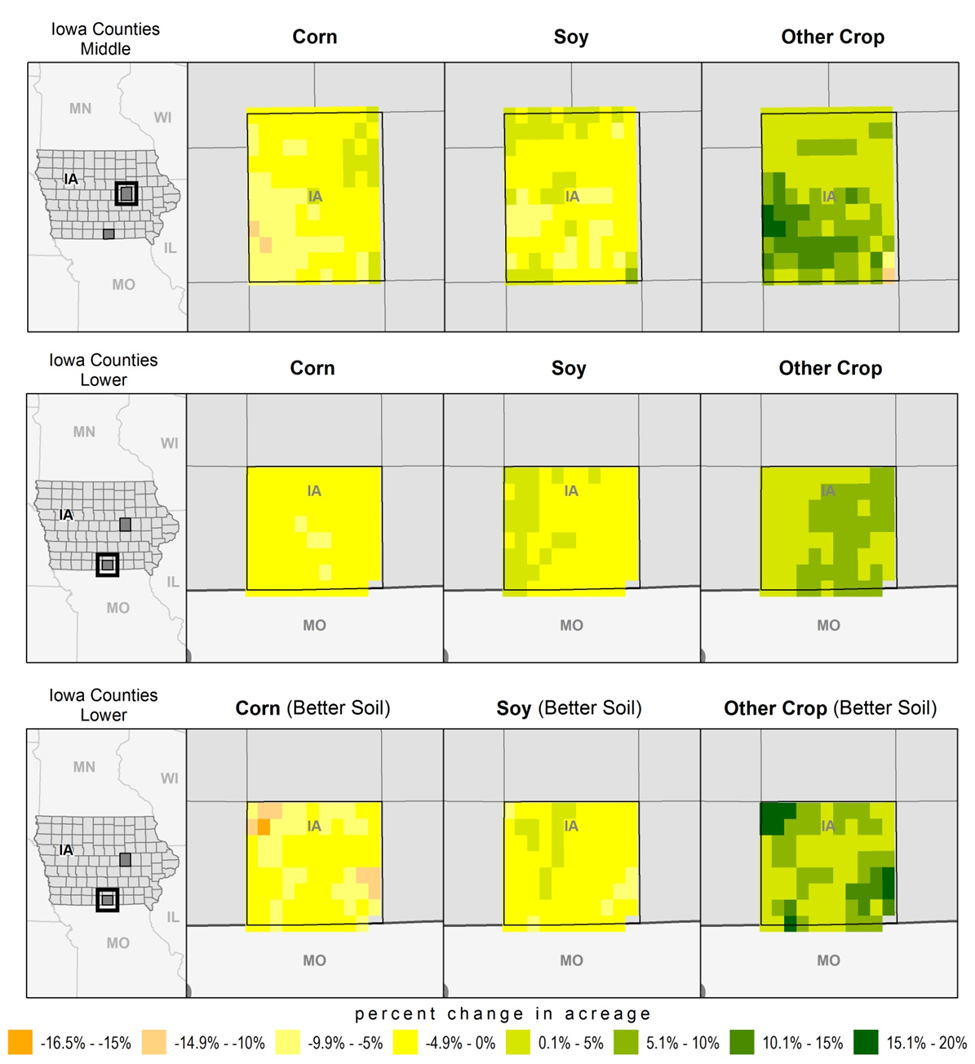 Iowa Counties
Middle
Corn
Soy
Other Crop
MN
WI
IA
IL
MO
IA
IA
IA
Iowa Counties
Lower
Corn
Soy
Other Crop
MN
WI
IA
IL
MO
IA
IA
IA
MO
MO
MO
Iowa Counties
Lower
Corn (Better Soil)
Soy (Better Soil)
Other Crop (Better Soil)
MN
WI
IA
IL
MO
IA
IA
IA
MO
MO
MO
percent change in acreage
-16.5% - -15%
-14.9% - -10%
-9.9% - -5%
-4.9% - 0%
0.1% - 5%
5.1% - 10%
10.1% - 15%
15.1% - 20%